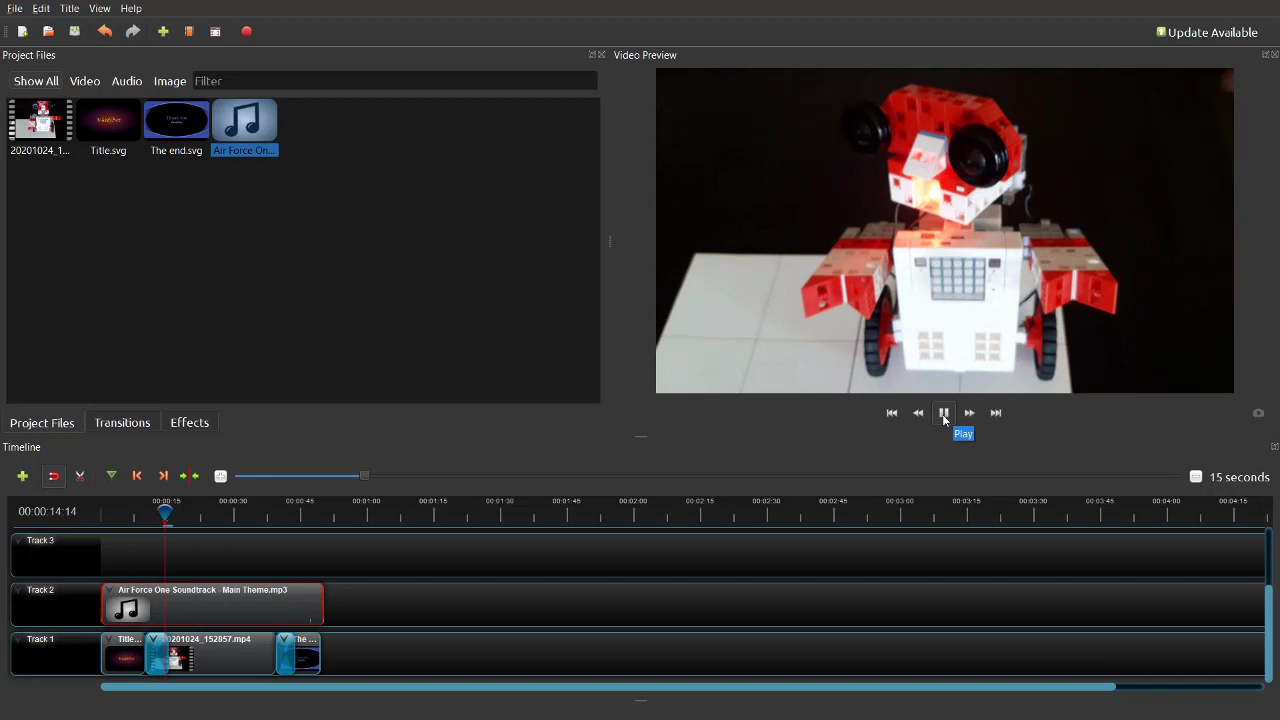 File Edit Title View Help
Update Available
Project Files
Video Preview
Show All Video Audio Image Filter
20201024_1... Title.svg The end.svg Air Force On...
Play
Project Files Transitions Effects
Timeline
15 seconds
00:00:14:14
00:00:15 00:00:30 00:00:45 00:01:00 00:01:15 00:01:30 00:01:45 00:02:00 00:02:15 00:02:30 00:02:45 00:03:00 00:03:15 00:03:30 00:03:45 00:04:00 00:04:15
Track 3
Track 2 Air Force One Soundtrack - Main Theme.mp3
Track 1 Title... 20201024_152857.mp4 The ...